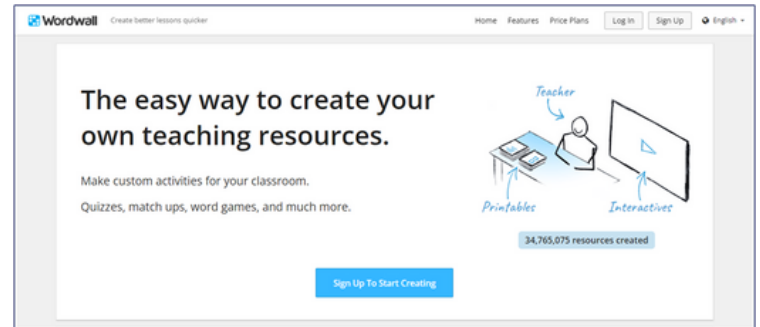 Wordwall Create better lessons quicker Home Features Price Plans Log In Sign Up English
The easy way to create your
own teaching resources.
Make custom activities for your classroom.
Quizzes, match ups, word games, and much more.
Teacher
Printables Interactives
34,765,075 resources created
Sign Up To Start Creating